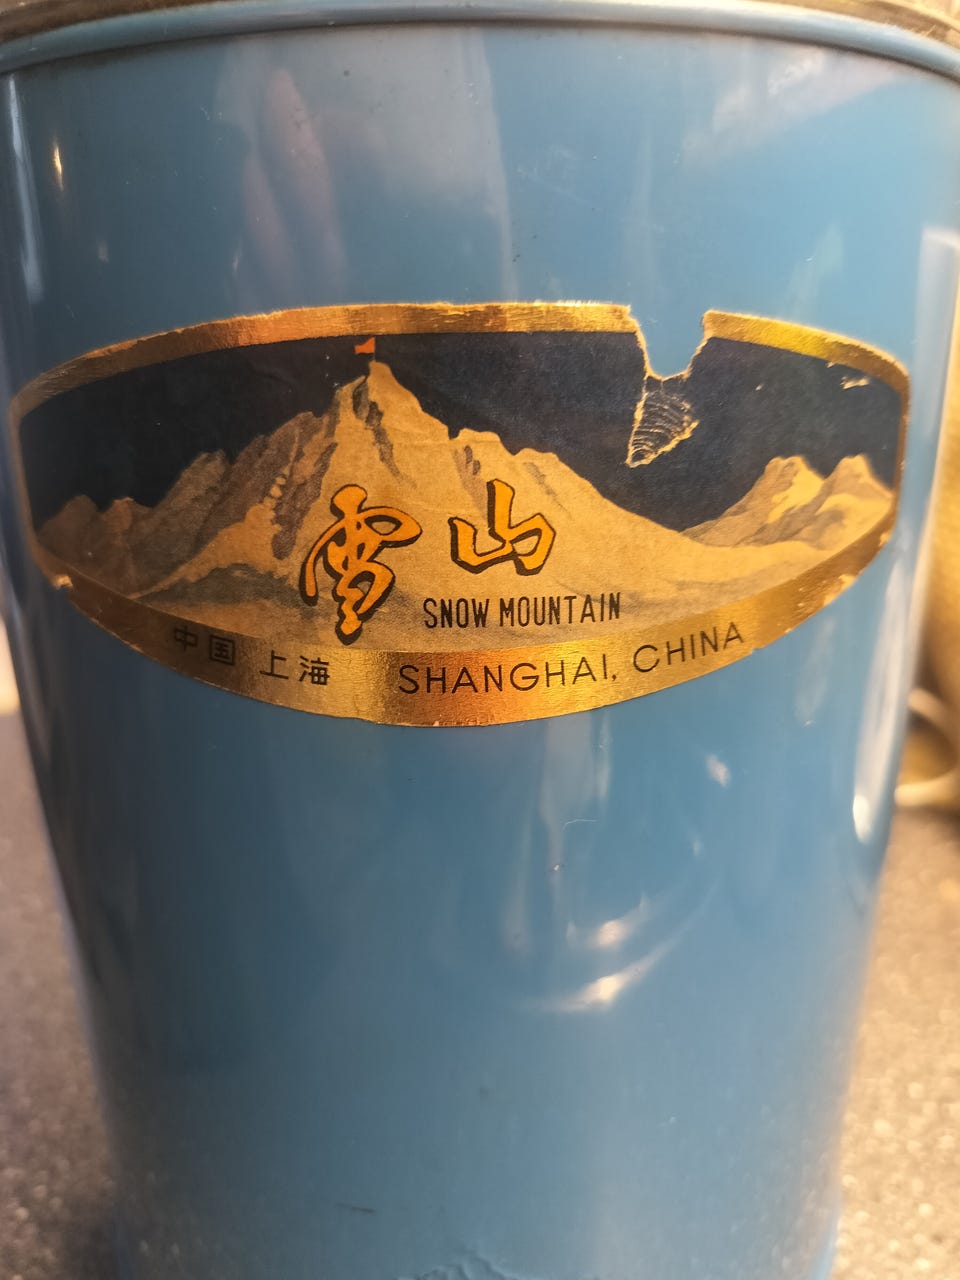 雪山
SNOW MOUNTAIN
中国 上海 SHANGHAI, CHINA